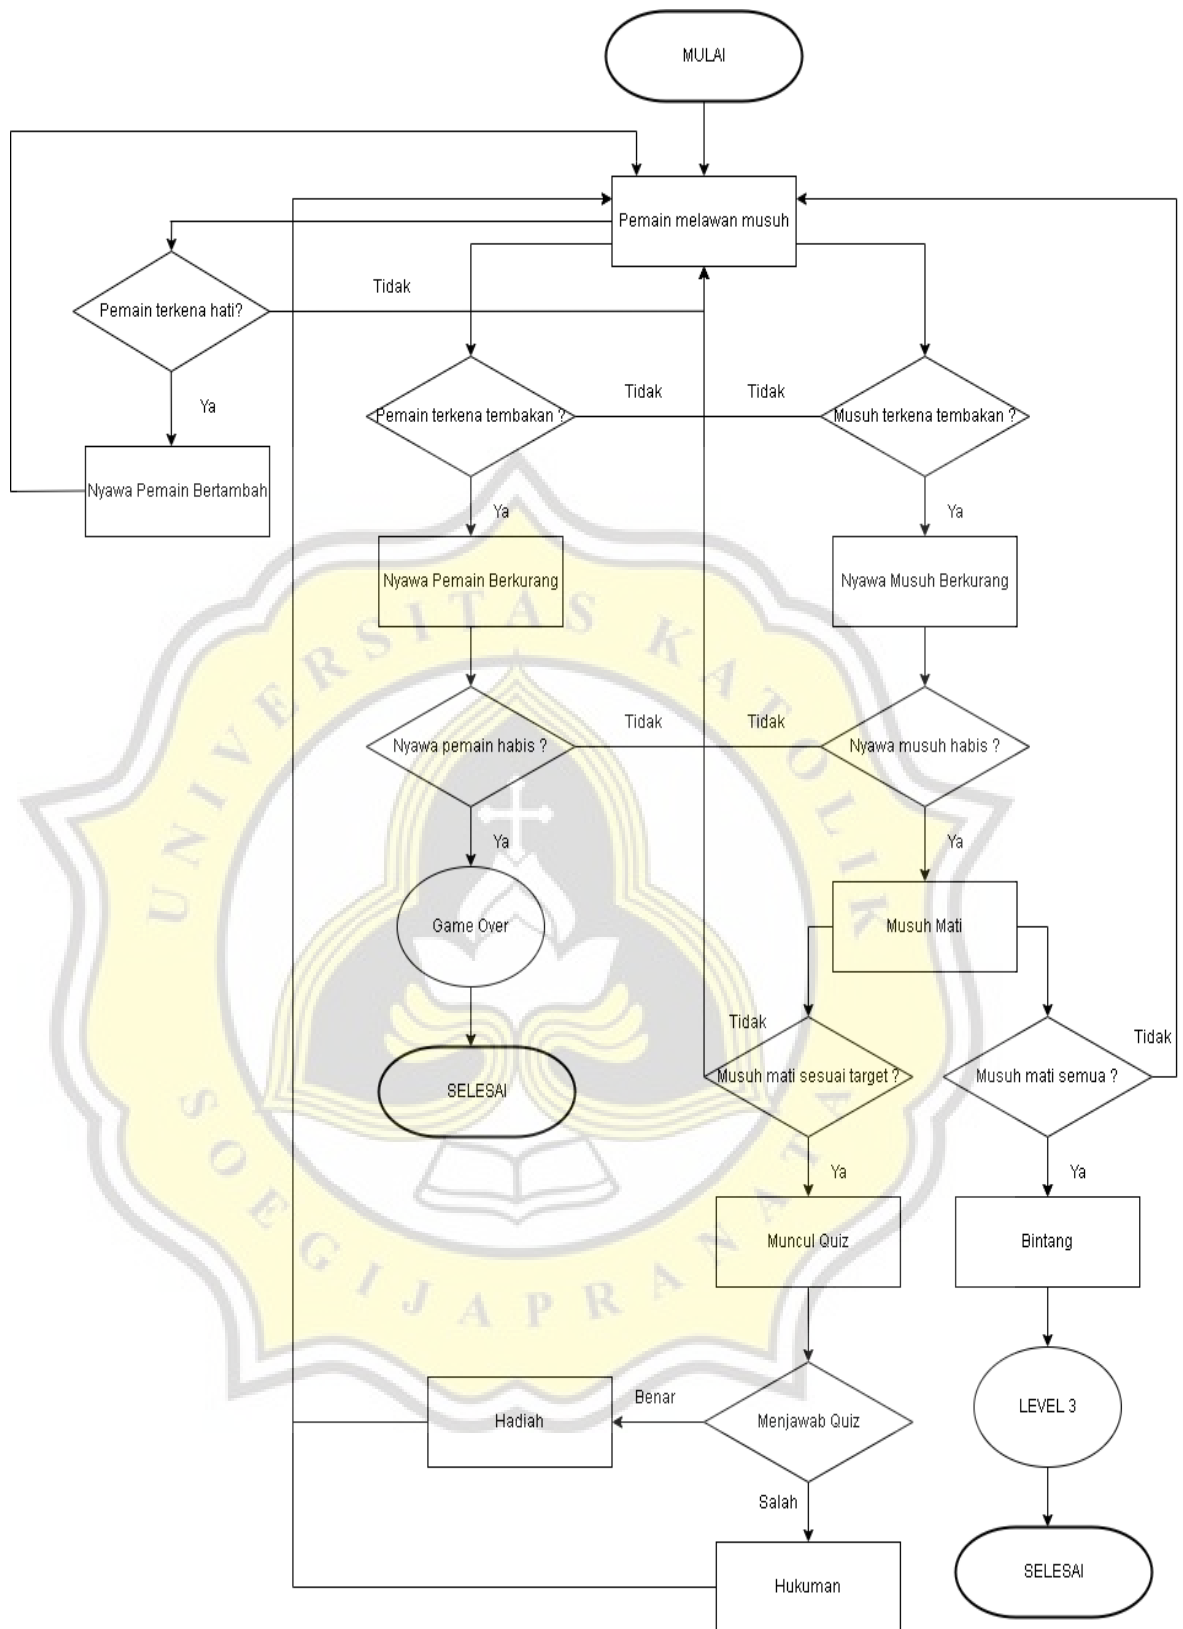 MULAI
Pemain melawan musuh
Tidak
Pemain terkena hati?
Ya
Tidak
Tidak
Pemain terkena tembakan ?
Musuh terkena tembakan ?
Nyawa Pemain Bertambah
Ya
Ya
Nyawa Pemain Berkurang
Nyawa Musuh Berkurang
Tidak
Tidak
Nyawa pemain habis ?
Nyawa musuh habis ?
Ya
Ya
Game Over
Musuh Mati
Tidak
Tidak
Musuh mati sesuai target ?
Musuh mati semua ?
SELESAI
Ya
Ya
Muncul Quiz
Bintang
Benar
Hadiah
Menjawab Quiz
LEVEL 3
Salah
Hukuman
SELESAI
UNIVERSITAS KATOLIK
SOEGIJAPRANATA